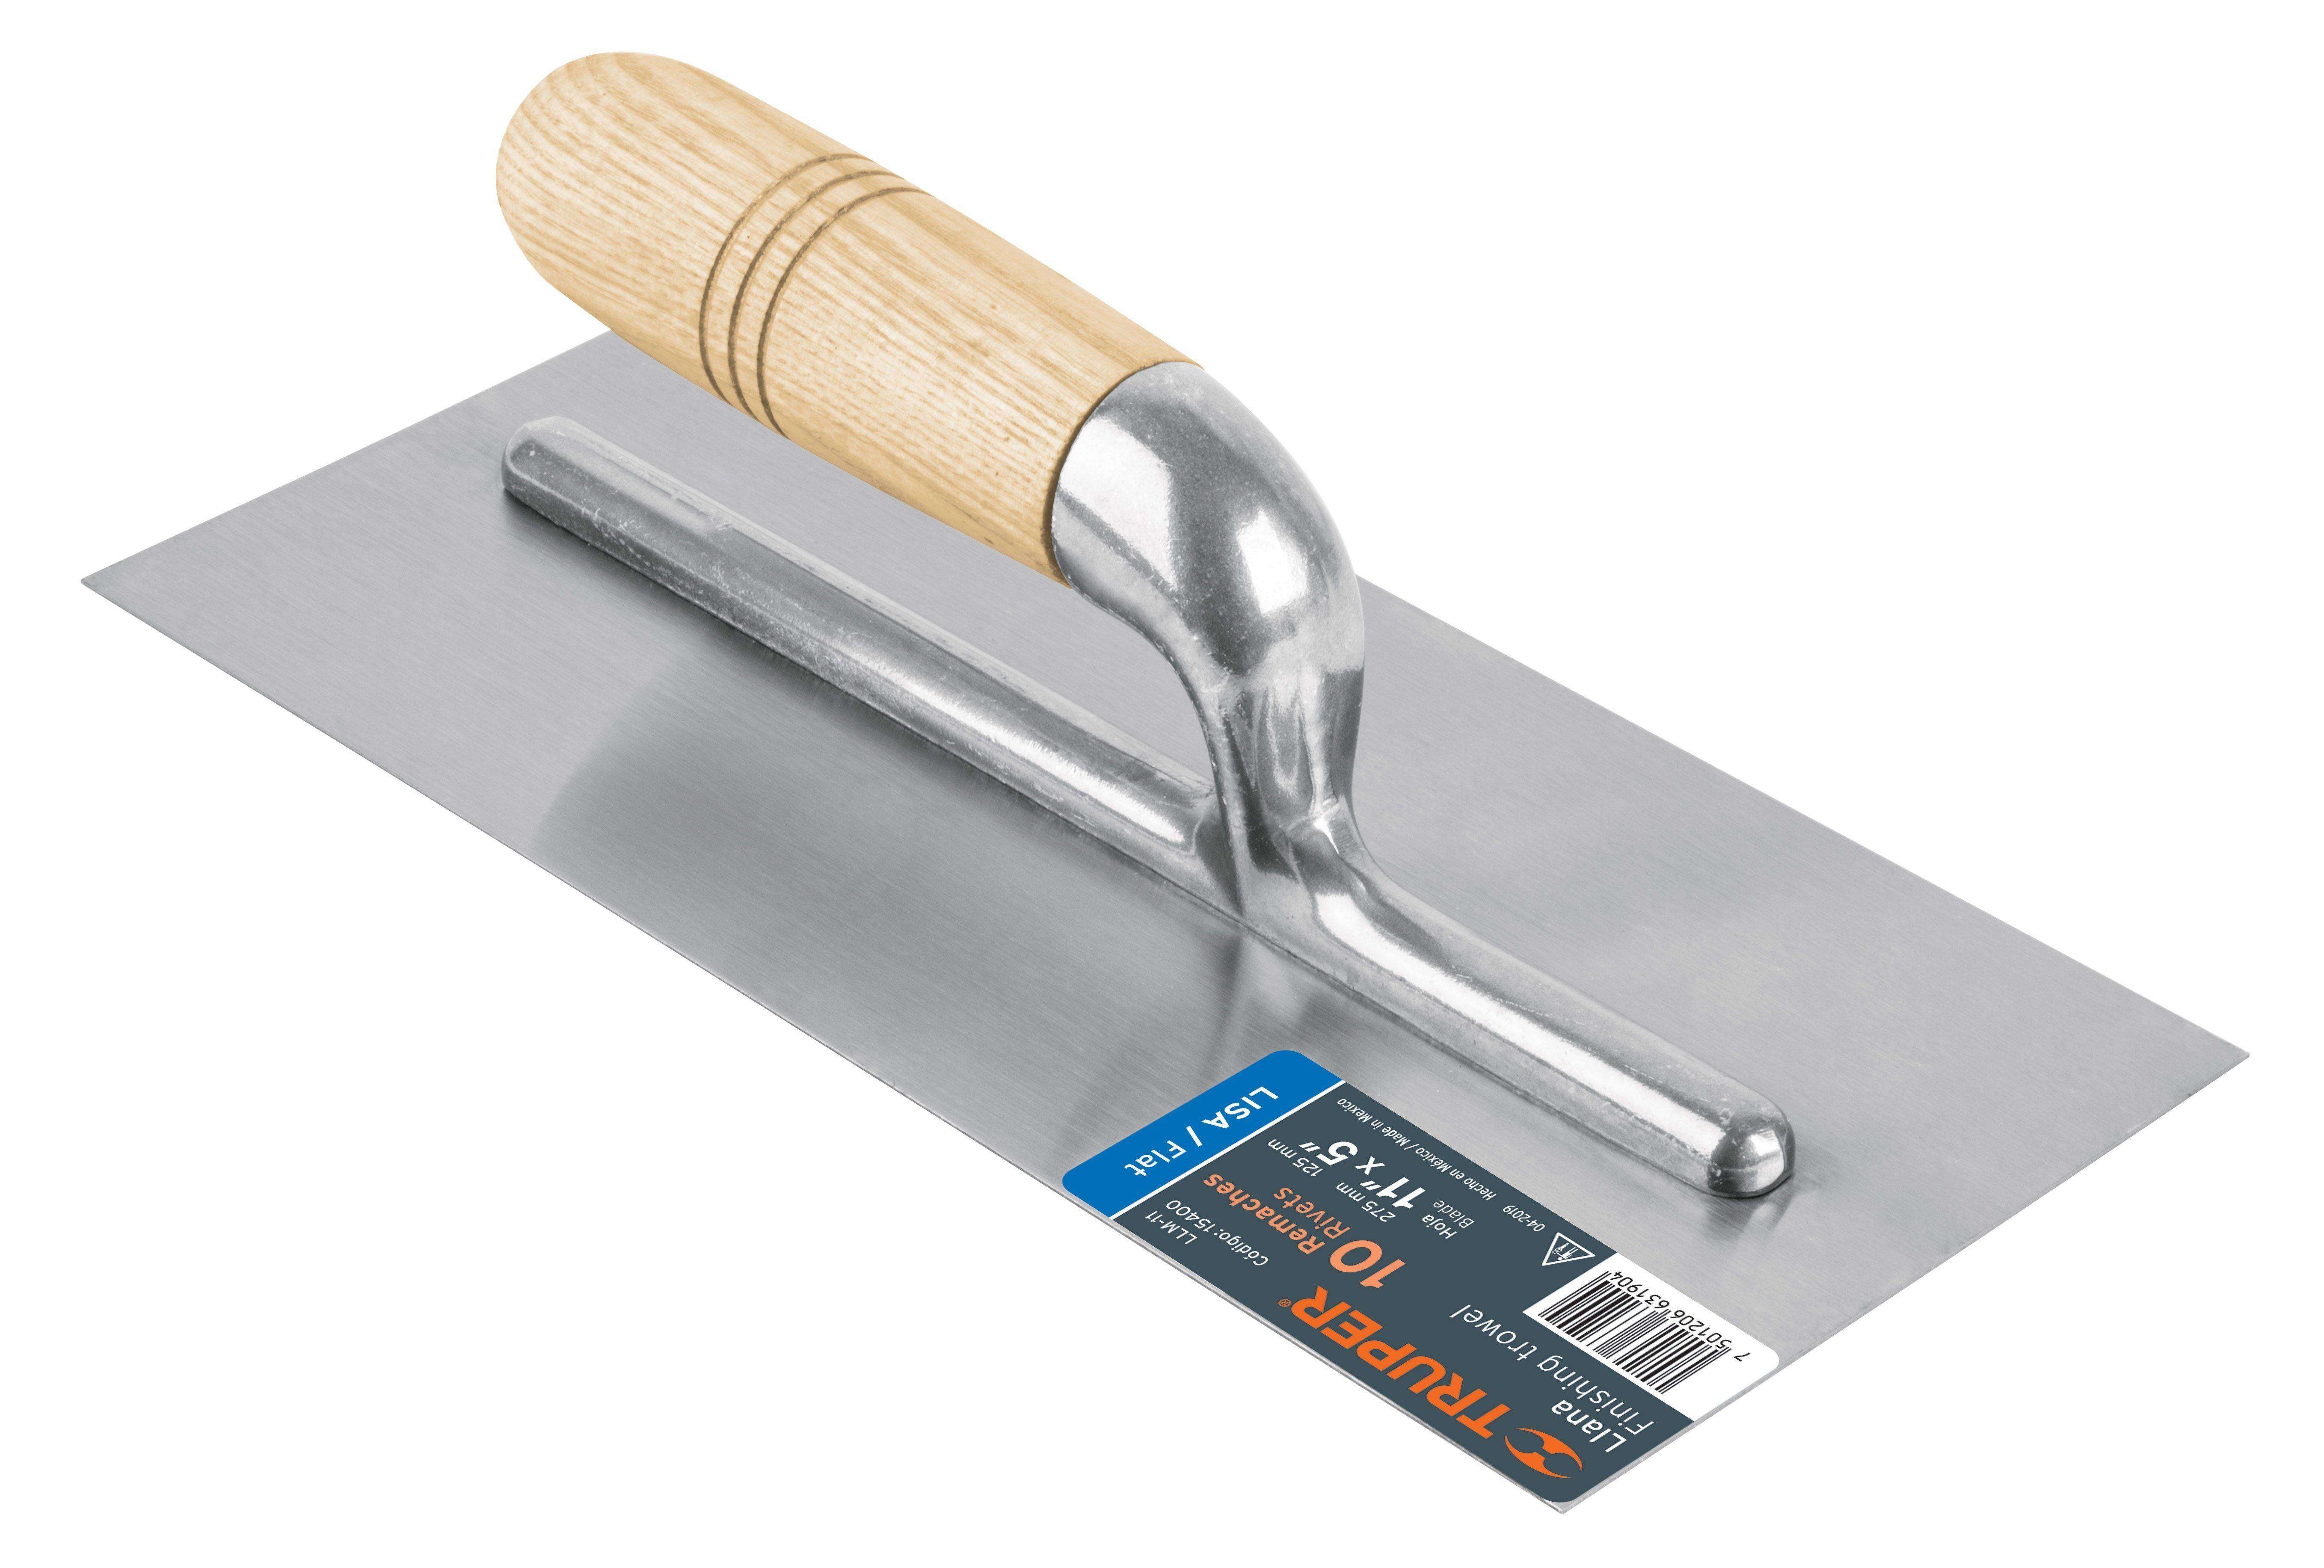 TRUPER®
Llana
Finishing trowel
10 Remaches
Rivets
LLM-11
Código: 15400
Hoja
Blade
11" x 5"
275 mm 125 mm
04-2019 Hecho en México / Made in Mexico
LISA / Flat
7 501206 631904